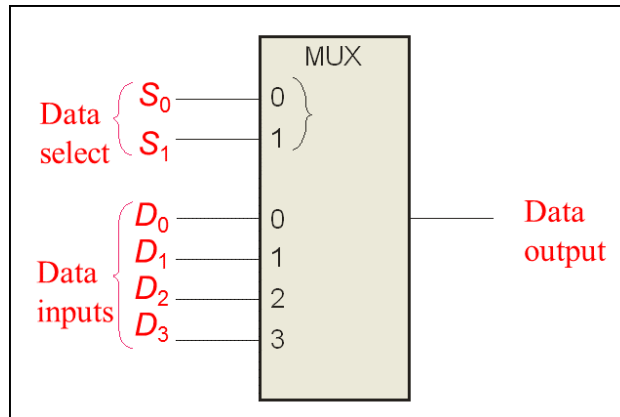 MUX
Data
select
S0
S1
0
1
Data
inputs
D0
D1
D2
D3
0
1
2
3
Data
output